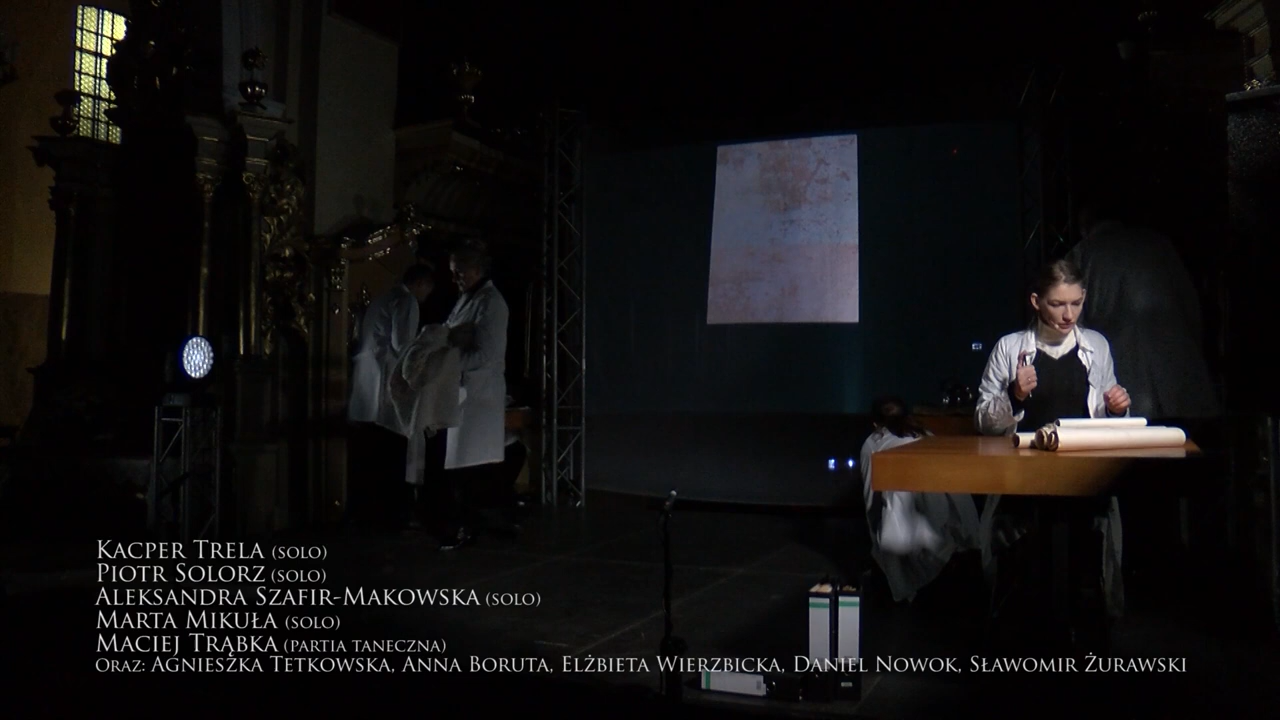 KACPER TRELA (SOLO)
PIOTR SOLORZ (SOLO)
ALEKSANDRA SZAFIR-MAKOWSKA (SOLO)
MARTA MIKUŁA (SOLO)
MACIEJ TRĄBKA (PARTIA TANECZNA)
ORAZ: AGNIESZKA TETKOWSKA, ANNA BORUTA, ELŻBIETA WIERZBICKA, DANIEL NOWOK, SŁAWOMIR ŻURAWSKI